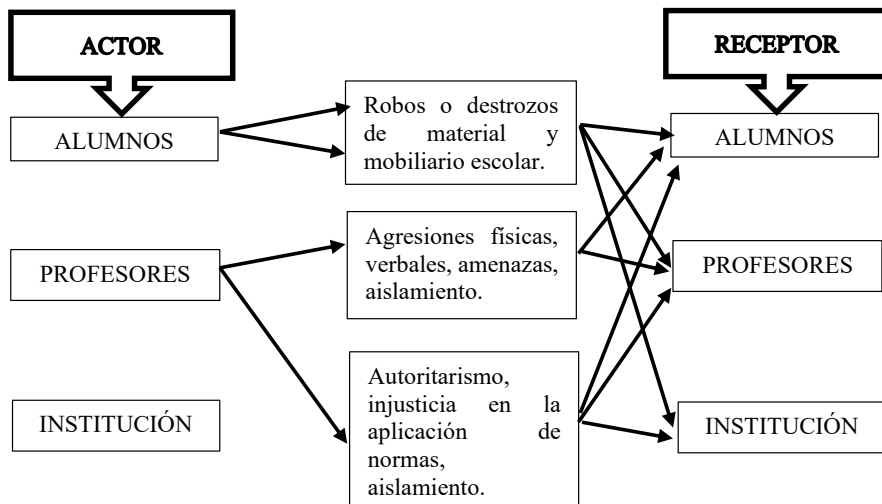 ACTOR
RECEPTOR
ALUMNOS
Robos o destrozos
de material y
mobiliario escolar.
ALUMNOS
PROFESORES
Agresiones físicas,
verbales, amenazas,
aislamiento.
PROFESORES
INSTITUCIÓN
Autoritarismo,
injusticia en la
aplicación de
normas,
aislamiento.
INSTITUCIÓN